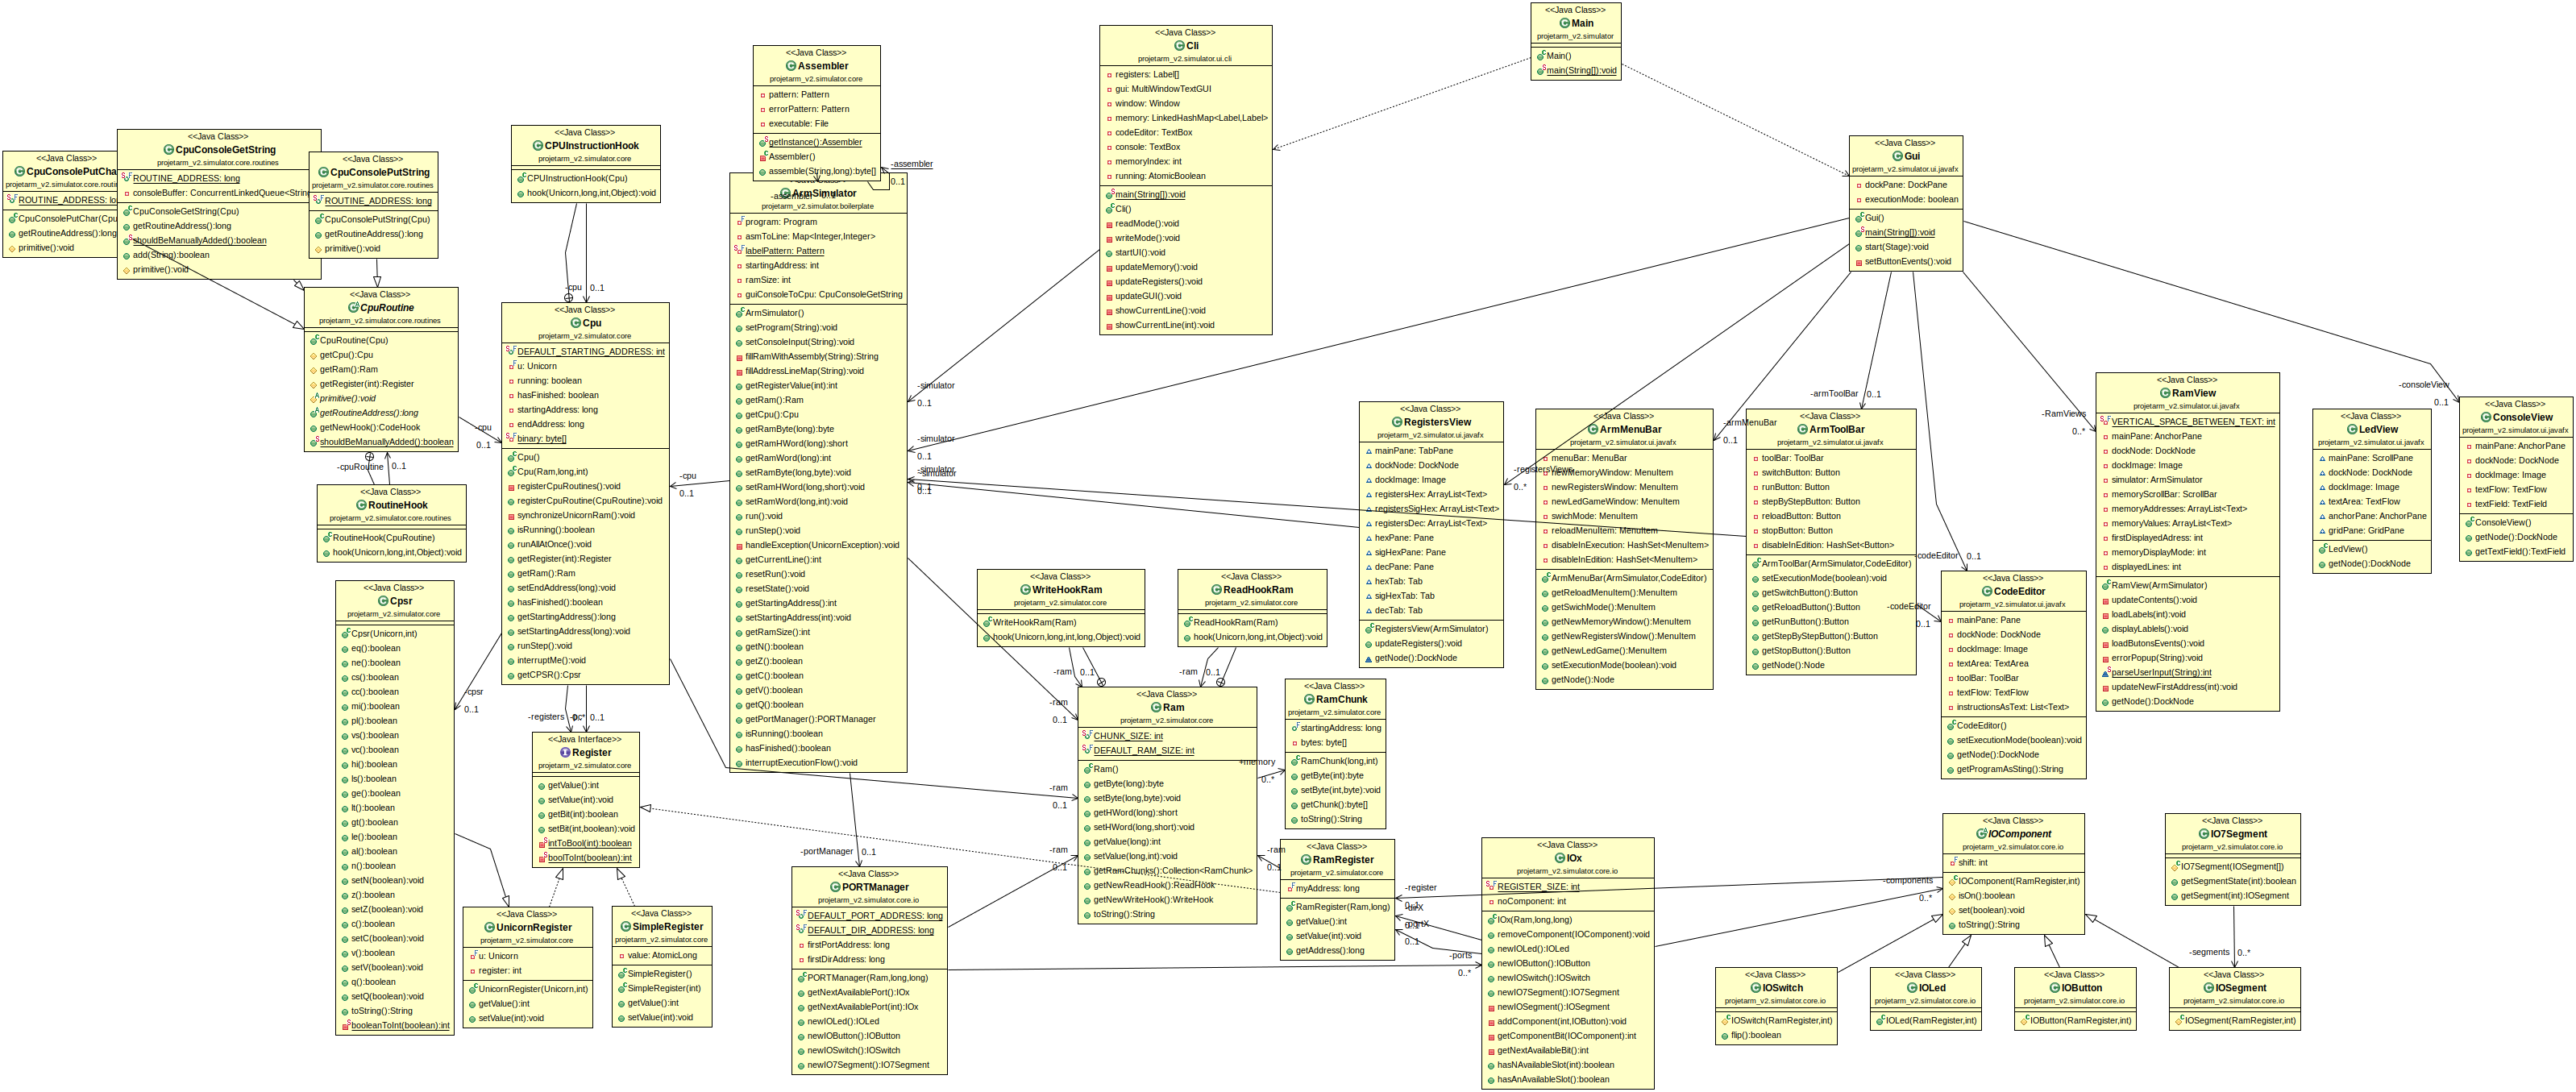 <<Java Class>>
Main
projetarm_v2.simulator
Main()
main(String[]):void
<<Java Class>>
Cli
projetarm_v2.simulator.ui.cli
registers: Label[]
gui: MultiWindowTextGUI
window: Window
memory: LinkedHashMap<Label,Label>
codeEditor: TextBox
console: TextBox
memoryIndex: int
running: AtomicBoolean
main(String[]):void
Cli()
readMode():void
writeMode():void
startUI():void
updateMemory():void
updateRegisters():void
updateGUI():void
showCurrentLine():void
showCurrentLine(int):void
<<Java Class>>
Assembler
projetarm_v2.simulator.core
pattern: Pattern
errorPattern: Pattern
executable: File
getInstance():Assembler
Assembler()
assemble(String,long):byte[]
-assembler
0..1
<<Java Class>>
CpuConsolePutCha
projetarm_v2.simulator.core.routin
ROUTINE_ADDRESS: lo
CpuConsolePutChar(Cpu
getRoutineAddress():long
primitive():void
<<Java Class>>
CpuConsoleGetString
projetarm_v2.simulator.core.routines
ROUTINE_ADDRESS: long
consoleBuffer: ConcurrentLinkedQueue<String
CpuConsoleGetString(Cpu)
getRoutineAddress():long
shouldBeManuallyAdded():boolean
add(String):boolean
primitive():void
<<Java Class>>
CpuConsolePutString
projetarm_v2.simulator.core.routines
ROUTINE_ADDRESS: long
CpuConsolePutString(Cpu)
getRoutineAddress():long
primitive():void
<<Java Class>>
CPUInstructionHook
projetarm_v2.simulator.core
CPUInstructionHook(Cpu)
hook(Unicorn,long,int,Object):void
-cpu
0..1
<<Java Class>>
Gui
projetarm_v2.simulator.ui.javafx
dockPane: DockPane
executionMode: boolean
Gui()
main(String[]):void
start(Stage):void
setButtonEvents():void
ArmSimulator
projetarm_v2.simulator.boilerplate
program: Program
asmToLine: Map<Integer,Integer>
labelPattern: Pattern
startingAddress: int
ramSize: int
guiConsoleToCpu: CpuConsoleGetString
ArmSimulator()
setProgram(String):void
setConsoleInput(String):void
fillRamWithAssembly(String):String
fillAddressLineMap(String):void
getRegisterValue(int):int
getRam():Ram
getCpu():Cpu
getRamByte(long):byte
getRamHWord(long):short
getRamWord(long):int
setRamByte(long,byte):void
setRamHWord(long,short):void
setRamWord(long,int):void
run():void
runStep():void
handleException(UnicornException):void
getCurrentLine():int
resetRun():void
resetState():void
getStartingAddress():int
setStartingAddress(int):void
getRamSize():int
getN():boolean
getZ():boolean
getC():boolean
getV():boolean
getQ():boolean
getPortManager():PORTManager
isRunning():boolean
hasFinished():boolean
interruptExecutionFlow():void
-assembler
0..1
<<Java Class>>
CpuRoutine
projetarm_v2.simulator.core.routines
CpuRoutine(Cpu)
getCpu():Cpu
getRam():Ram
getRegister(int):Register
primitive():void
getRoutineAddress():long
getNewHook():CodeHook
shouldBeManuallyAdded():boolean
-cpu
0..1
-cpuRoutine
0..1
<<Java Class>>
RoutineHook
projetarm_v2.simulator.core.routines
RoutineHook(CpuRoutine)
hook(Unicorn,long,int,Object):void
<<Java Class>>
Cpu
projetarm_v2.simulator.core
DEFAULT_STARTING_ADDRESS: int
u: Unicorn
running: boolean
hasFinished: boolean
startingAddress: long
endAddress: long
binary: byte[]
Cpu()
Cpu(Ram,long,int)
registerCpuRoutines():void
registerCpuRoutine(CpuRoutine):void
synchronizeUnicornRam():void
isRunning():boolean
runAllAtOnce():void
getRegister(int):Register
getRam():Ram
setEndAddress(long):void
hasFinished():boolean
getStartingAddress():long
setStartingAddress(long):void
runStep():void
interruptMe():void
getCPSR():Cpsr
-cpu
0..1
-simulator
0..1
-simulator
0..1
-simulator
0..1
-simulator
0..1
<<Java Class>>
RegistersView
projetarm_v2.simulator.ui.javafx
mainPane: TabPane
dockNode: DockNode
dockImage: Image
registersHex: ArrayList<Text>
registersSigHex: ArrayList<Text>
registersDec: ArrayList<Text>
hexPane: Pane
sigHexPane: Pane
decPane: Pane
hexTab: Tab
sigHexTab: Tab
decTab: Tab
RegistersView(ArmSimulator)
updateRegisters():void
getNode():DockNode
-registersViews
0..*
<<Java Class>>
ArmMenuBar
projetarm_v2.simulator.ui.javafx
menuBar: MenuBar
newMemoryWindow: MenuItem
newRegistersWindow: MenuItem
newLedGameWindow: MenuItem
swichMode: MenuItem
reloadMenuItem: MenuItem
disableInExecution: HashSet<MenuItem>
disableInEdition: HashSet<MenuItem>
ArmMenuBar(ArmSimulator,CodeEditor)
getReloadMenuItem():MenuItem
getSwichMode():MenuItem
getNewMemoryWindow():MenuItem
getNewRegistersWindow():MenuItem
getNewLedGame():MenuItem
setExecutionMode(boolean):void
getNode():Node
-armMenuBar
0..1
-armToolBar
0..1
<<Java Class>>
ArmToolBar
projetarm_v2.simulator.ui.javafx
toolBar: ToolBar
switchButton: Button
runButton: Button
stepByStepButton: Button
reloadButton: Button
stopButton: Button
disableInEdition: HashSet<Button>
ArmToolBar(ArmSimulator,CodeEditor)
setExecutionMode(boolean):void
getSwitchButton():Button
getReloadButton():Button
getRunButton():Button
getStepByStepButton():Button
getStopButton():Button
getNode():Node
-codeEditor
0..1
-codeEditor
0..1
<<Java Class>>
CodeEditor
projetarm_v2.simulator.ui.javafx
mainPane: Pane
dockNode: DockNode
dockImage: Image
textArea: TextArea
toolBar: ToolBar
textFlow: TextFlow
instructionsAsText: List<Text>
CodeEditor()
setExecutionMode(boolean):void
getNode():DockNode
getProgramAsSting():String
-RamViews
0..*
<<Java Class>>
RamView
projetarm_v2.simulator.ui.javafx
VERTICAL_SPACE_BETWEEN_TEXT: int
mainPane: AnchorPane
dockNode: DockNode
dockImage: Image
simulator: ArmSimulator
memoryScrollBar: ScrollBar
memoryAddresses: ArrayList<Text>
memoryValues: ArrayList<Text>
firstDisplayedAdress: int
memoryDisplayMode: int
displayedLines: int
RamView(ArmSimulator)
updateContents():void
loadLabels(int):void
displayLablels():void
loadButtonsEvents():void
errorPopup(String):void
parseUserInput(String):int
updateNewFirstAddress(int):void
getNode():DockNode
<<Java Class>>
LedView
projetarm_v2.simulator.ui.javafx
mainPane: ScrollPane
dockNode: DockNode
dockImage: Image
textArea: TextFlow
anchorPane: AnchorPane
gridPane: GridPane
LedView()
getNode():DockNode
-consoleView
0..1
<<Java Class>>
ConsoleView
projetarm_v2.simulator.ui.javafx
mainPane: AnchorPane
dockNode: DockNode
dockImage: Image
textFlow: TextFlow
textField: TextField
ConsoleView()
getNode():DockNode
getTextField():TextField
<<Java Class>>
Cpsr
projetarm_v2.simulator.core
Cpsr(Unicorn,int)
eq():boolean
ne():boolean
cs():boolean
cc():boolean
mi():boolean
pl():boolean
vs():boolean
vc():boolean
hi():boolean
ls():boolean
ge():boolean
lt():boolean
gt():boolean
le():boolean
al():boolean
n():boolean
setN(boolean):void
z():boolean
setZ(boolean):void
c():boolean
setC(boolean):void
v():boolean
setV(boolean):void
q():boolean
setQ(boolean):void
toString():String
booleanToInt(boolean):int
-cpsr
0..1
-registers
0..*
-pc
0..1
<<Java Interface>>
Register
projetarm_v2.simulator.core
getValue():int
setValue(int):void
getBit(int):boolean
setBit(int,boolean):void
intToBool(int):boolean
boolToInt(boolean):int
<<Java Class>>
UnicornRegister
projetarm_v2.simulator.core
u: Unicorn
register: int
UnicornRegister(Unicorn,int)
getValue():int
setValue(int):void
<<Java Class>>
SimpleRegister
projetarm_v2.simulator.core
value: AtomicLong
SimpleRegister()
SimpleRegister(int)
getValue():int
setValue(int):void
-portManager
0..1
<<Java Class>>
PORTManager
projetarm_v2.simulator.core.io
DEFAULT_PORT_ADDRESS: long
DEFAULT_DIR_ADDRESS: long
firstPortAddress: long
firstDirAddress: long
PORTManager(Ram,long,long)
getNextAvailablePort():IOx
getNextAvailablePort(int):IOx
newIOLed():IOLed
newIOButton():IOButton
newIOSwitch():IOSwitch
newIO7Segment():IO7Segment
<<Java Class>>
WriteHookRam
projetarm_v2.simulator.core
WriteHookRam(Ram)
hook(Unicorn,long,int,long,Object):void
<<Java Class>>
ReadHookRam
projetarm_v2.simulator.core
ReadHookRam(Ram)
hook(Unicorn,long,int,Object):void
-ram
0..1
-ram
0..1
-ram
0..1
-ram
0..1
-ram
0..1
<<Java Class>>
Ram
projetarm_v2.simulator.core
CHUNK_SIZE: int
DEFAULT_RAM_SIZE: int
Ram()
getByte(long):byte
setByte(long,byte):void
getHWord(long):short
setHWord(long,short):void
getValue(long):int
setValue(long,int):void
getRamChunks():Collection<RamChunk>
getNewReadHook():ReadHook
getNewWriteHook():WriteHook
toString():String
+memory
0..*
<<Java Class>>
RamChunk
projetarm_v2.simulator.core
startingAddress: long
bytes: byte[]
RamChunk(long,int)
getByte(int):byte
setByte(int,byte):void
getChunk():byte[]
toString():String
-ram
0..1
<<Java Class>>
RamRegister
projetarm_v2.simulator.core
myAddress: long
RamRegister(Ram,long)
getValue():int
setValue(int):void
getAddress():long
-register
0..1
-dirX
0..1
-portX
0..1
-ports
0..*
<<Java Class>>
IOx
projetarm_v2.simulator.core.io
REGISTER_SIZE: int
noComponent: int
IOx(Ram,long,long)
removeComponent(IOComponent):void
newIOLed():IOLed
newIOButton():IOButton
newIOSwitch():IOSwitch
newIO7Segment():IO7Segment
newIOSegment():IOSegment
addComponent(int,IOButton):void
getComponentBit(IOComponent):int
getNextAvailableBit():int
hasNAvailableSlot(int):boolean
hasAnAvailableSlot():boolean
-components
0..*
<<Java Class>>
IOComponent
projetarm_v2.simulator.core.io
shift: int
IOComponent(RamRegister,int)
isOn():boolean
set(boolean):void
toString():String
<<Java Class>>
IO7Segment
projetarm_v2.simulator.core.io
IO7Segment(IOSegment[])
getSegmentState(int):boolean
getSegment(int):IOSegment
-segments
0..*
<<Java Class>>
IOSwitch
projetarm_v2.simulator.core.io
IOSwitch(RamRegister,int)
flip():boolean
<<Java Class>>
IOLed
projetarm_v2.simulator.core.io
IOLed(RamRegister,int)
<<Java Class>>
IOButton
projetarm_v2.simulator.core.io
IOButton(RamRegister,int)
<<Java Class>>
IOSegment
projetarm_v2.simulator.core.io
IOSegment(RamRegister,int)